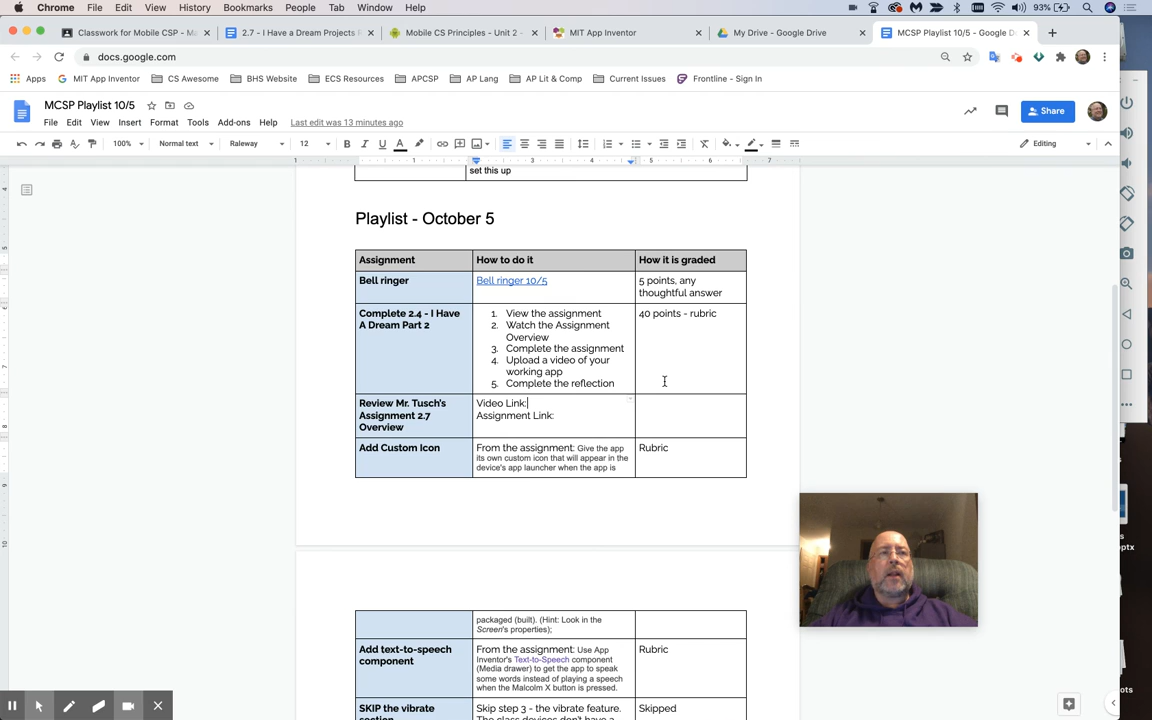 Chrome File Edit View History Bookmarks People Tab Window Help 93%
Classwork for Mobile CSP - Ma
2.7 - I Have a Dream Projects
Mobile CS Principles - Unit 2 -
MIT App Inventor
My Drive - Google Drive
MCSP Playlist 10/5 - Google D
docs.google.com
Apps MIT App Inventor CS Awesome BHS Website ECS Resources APCSP AP Lang AP Lit & Comp Current Issues Frontline - Sign In
MCSP Playlist 10/5
Share
File Edit View Insert Format Tools Add-ons Help Last edit was 13 minutes ago
100% Normal text Raleway 12 Editing
set this up
Playlist - October 5
Assignment How to do it How it is graded
Bell ringer Bell ringer 10/5 5 points, any
thoughtful answer
Complete 2.4 - I Have
A Dream Part 2
1. View the assignment
2. Watch the Assignment
Overview
3. Complete the assignment
4. Upload a video of your
working app
5. Complete the reflection
40 points - rubric
Review Mr. Tusch's
Assignment 2.7
Overview
Video Link:
Assignment Link:
Add Custom Icon
From the assignment: Give the app
its own custom icon that will appear in the
device's app launcher when the app is
Rubric
packaged (built). (Hint: Look in the
Screen's properties);
Add text-to-speech
component
From the assignment: Use App
Inventor's Text-to-Speech component
(Media drawer) to get the app to speak
some words instead of playing a speech
when the Malcolm X button is pressed.
Rubric
SKIP the vibrate
section
Skip step 3 - the vibrate feature.
The class devices don't have a
Skipped